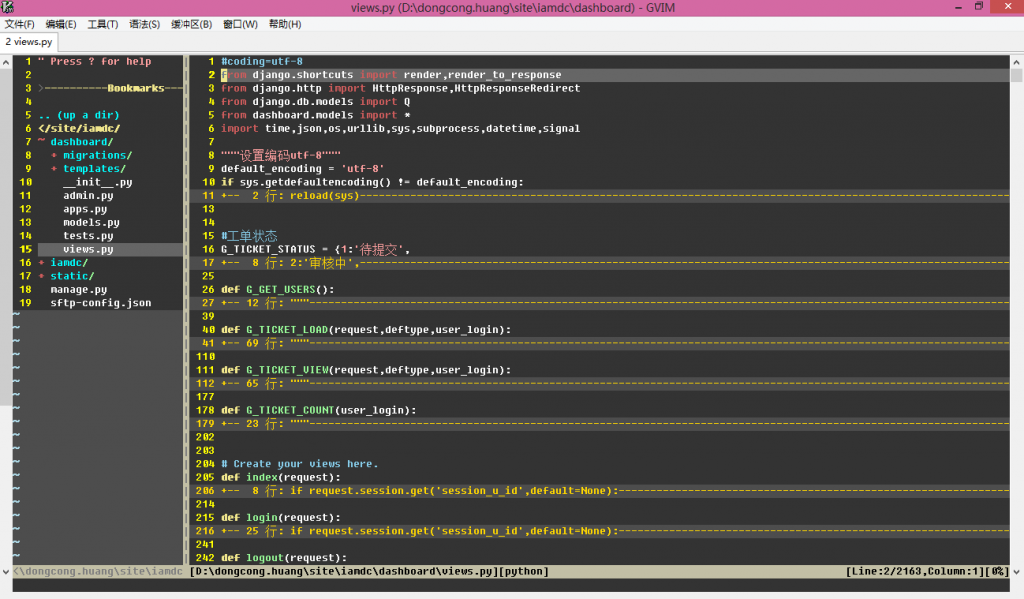 views.py (D:\dongcong.huang\site\iamdc\dashboard) - GVIM
文件(F) 编辑(E) 工具(T) 语法(S) 缓冲区(B) 窗口(W) 帮助(H)
2 views.py
1 " Press ? for help
2
3 >----------Bookmarks---
4
5 .. (up a dir)
6 </site/iamdc/
7 ~ dashboard/
8 + migrations/
9 + templates/
10 __init__.py
11 admin.py
12 apps.py
13 models.py
14 tests.py
15 views.py
16 + iamdc/
17 + static/
18 manage.py
19 sftp-config.json
1 #coding=utf-8
2 from django.shortcuts import render,render_to_response
3 from django.http import HttpResponse,HttpResponseRedirect
4 from django.db.models import Q
5 from dashboard.models import *
6 import time,json,os,urllib,sys,subprocess,datetime,signal
7
8 """设置编码utf-8"""
9 default_encoding = 'utf-8'
10 if sys.getdefaultencoding() != default_encoding:
11 +-- 2 行: reload(sys)---
13
14
15 #工单状态
16 G_TICKET_STATUS = {1:'待提交',
17 +-- 8 行: 2:'审核中',---
25
26 def G_GET_USERS():
27 +-- 12 行: """---
39
40 def G_TICKET_LOAD(request,deftype,user_login):
41 +-- 69 行: """---
110
111 def G_TICKET_VIEW(request,deftype,user_login):
112 +-- 65 行: """---
177
178 def G_TICKET_COUNT(user_login):
179 +-- 23 行: """---
202
203
204 # Create your views here.
205 def index(request):
206 +-- 8 行: if request.session.get('session_u_id',default=None):---
214
215 def login(request):
216 +-- 25 行: if request.session.get('session_u_id',default=None):---
241
242 def logout(request):
<\dongcong.huang\site\iamdc [D:\dongcong.huang\site\iamdc\dashboard\views.py][python] [Line:2/2163,Column:1][0%]